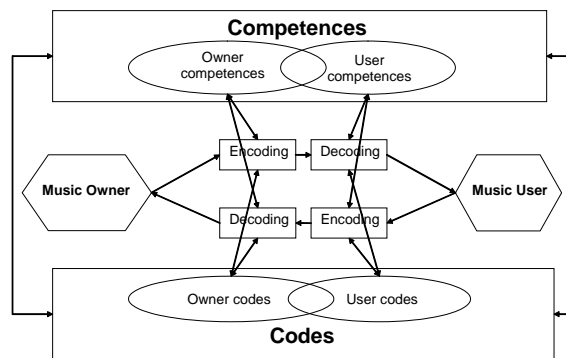 Competences
Owner
competences
User
competences
Encoding
Decoding
Music Owner
Music User
Decoding
Encoding
Owner codes
User codes
Codes